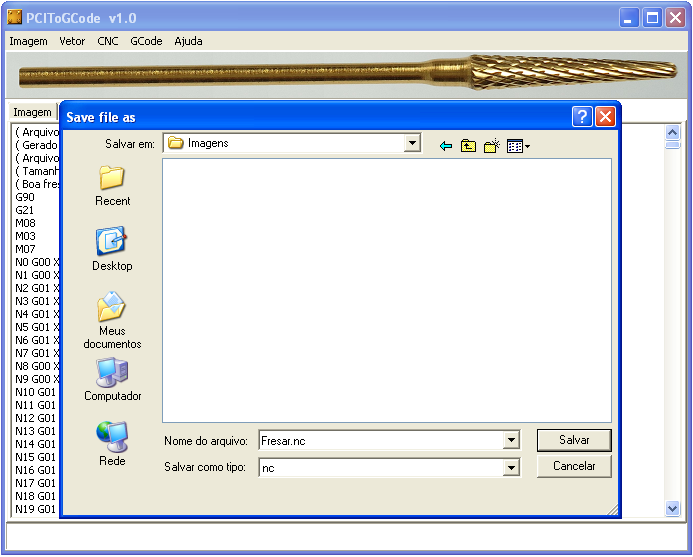 PCIToGCode v1.0
Imagem Vetor CNC GCode Ajuda
Imagem
Save file as
Salvar em: Imagens
Recent
Desktop
Meus
documentos
Computador
Rede
Nome do arquivo: Fresar.nc Salvar
Salvar como tipo: nc Cancelar
( Arquivo
( Gerado
( Arquivo
( Tamanh
( Boa fres
G90
G21
M08
M03
M07
N0 G00 X
N1 G00 X
N2 G01 X
N3 G01 X
N4 G01 X
N5 G01 X
N6 G01 X
N7 G01 X
N8 G00 X
N9 G00 X
N10 G01
N11 G01
N12 G01
N13 G01
N14 G01
N15 G01
N16 G01
N17 G01
N18 G01
N19 G01